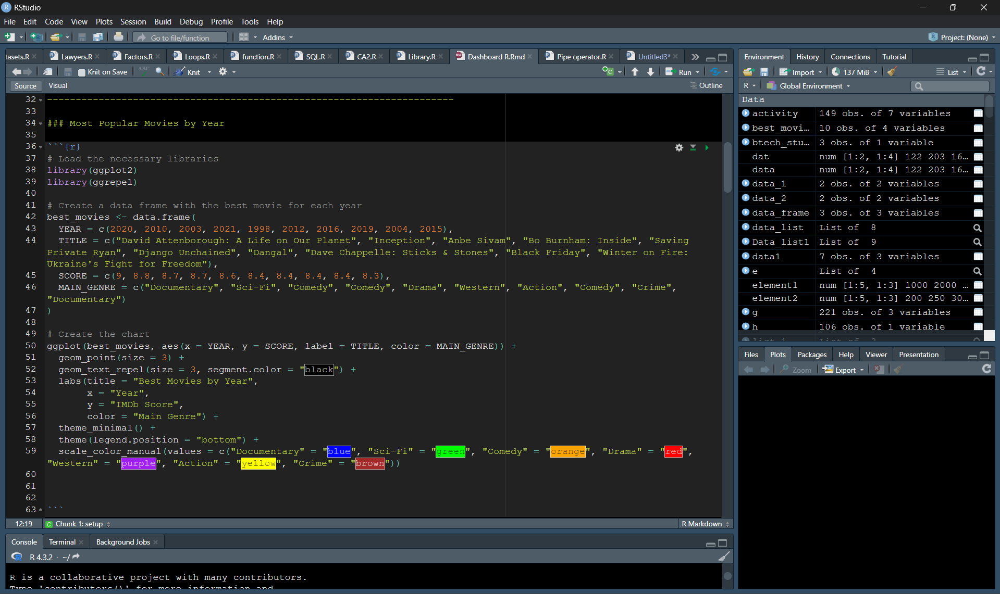 RStudio
File Edit Code View Plots Session Build Debug Profile Tools Help
Go to file/function Addins Project: (None)
tasets.R Lawyers.R Factors.R Loops.R function.R SQL.R CA2.R Library.R Dashboard R.Rmd Pipe operator.R Untitled3*
Knit on Save ABC Knit Run
Source Visual Outline
32 -----------------------------------------------------------------------
33
34 ### Most Popular Movies by Year
35
36 ```{r}
37 # Load the necessary libraries
38 library(ggplot2)
39 library(ggrepel)
40
41 # Create a data frame with the best movie for each year
42 best_movies <- data.frame(
43 YEAR = c(2020, 2010, 2003, 2021, 1998, 2012, 2016, 2019, 2004, 2015),
44 TITLE = c("David Attenborough: A Life on Our Planet", "Inception", "Anbe Sivam", "Bo Burnham: Inside", "Saving
Private Ryan", "Django Unchained", "Dangal", "Dave Chappelle: Sticks & Stones", "Black Friday", "Winter on Fire:
Ukraine's Fight for Freedom"),
45 SCORE = c(9, 8.8, 8.7, 8.7, 8.6, 8.4, 8.4, 8.4, 8.4, 8.3),
46 MAIN_GENRE = c("Documentary", "Sci-Fi", "Comedy", "Comedy", "Drama", "Western", "Action", "Comedy", "Crime",
"Documentary")
47 )
48
49 # Create the chart
50 ggplot(best_movies, aes(x = YEAR, y = SCORE, label = TITLE, color = MAIN_GENRE)) +
51 geom_point(size = 3) +
52 geom_text_repel(size = 3, segment.color = "black") +
53 labs(title = "Best Movies by Year",
54 x = "Year",
55 y = "IMDb Score",
56 color = "Main Genre") +
57 theme_minimal() +
58 theme(legend.position = "bottom") +
59 scale_color_manual(values = c("Documentary" = "blue", "Sci-Fi" = "green", "Comedy" = "orange", "Drama" = "red",
"Western" = "purple", "Action" = "yellow", "Crime" = "brown"))
60
61
62
63 ```
12:19 C Chunk 1: setup R Markdown
Console Terminal Background Jobs
R 4.3.2 · ~/
R is a collaborative project with many contributors.
Type 'contributors()' for more information and
Environment History Connections Tutorial
Import 137 MiB List
R Global Environment
Data
activity 149 obs. of 7 variables
best_movi… 10 obs. of 4 variables
btech_stu… 3 obs. of 1 variable
dat num [1:2, 1:4] 122 203 16…
data num [1:2, 1:4] 122 203 16…
data_1 2 obs. of 2 variables
data_2 2 obs. of 2 variables
data_frame 3 obs. of 3 variables
data_list List of 8
Data_list1 List of 9
data1 7 obs. of 3 variables
e List of 4
element1 num [1:5, 1:3] 1000 2000 …
element2 num [1:5, 1:3] 200 250 30…
g 221 obs. of 3 variables
h 106 obs. of 1 variable
Files Plots Packages Help Viewer Presentation
Zoom Export